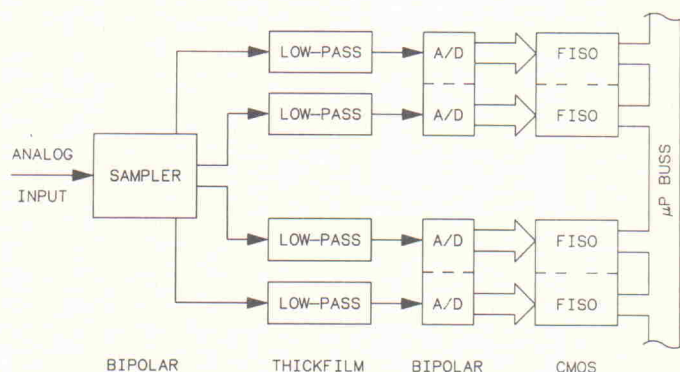 LOW-PASS A/D FISO
LOW-PASS A/D FISO
ANALOG
INPUT
SAMPLER
µP BUSS
LOW-PASS A/D FISO
LOW-PASS A/D FISO
BIPOLAR THICKFILM BIPOLAR CMOS